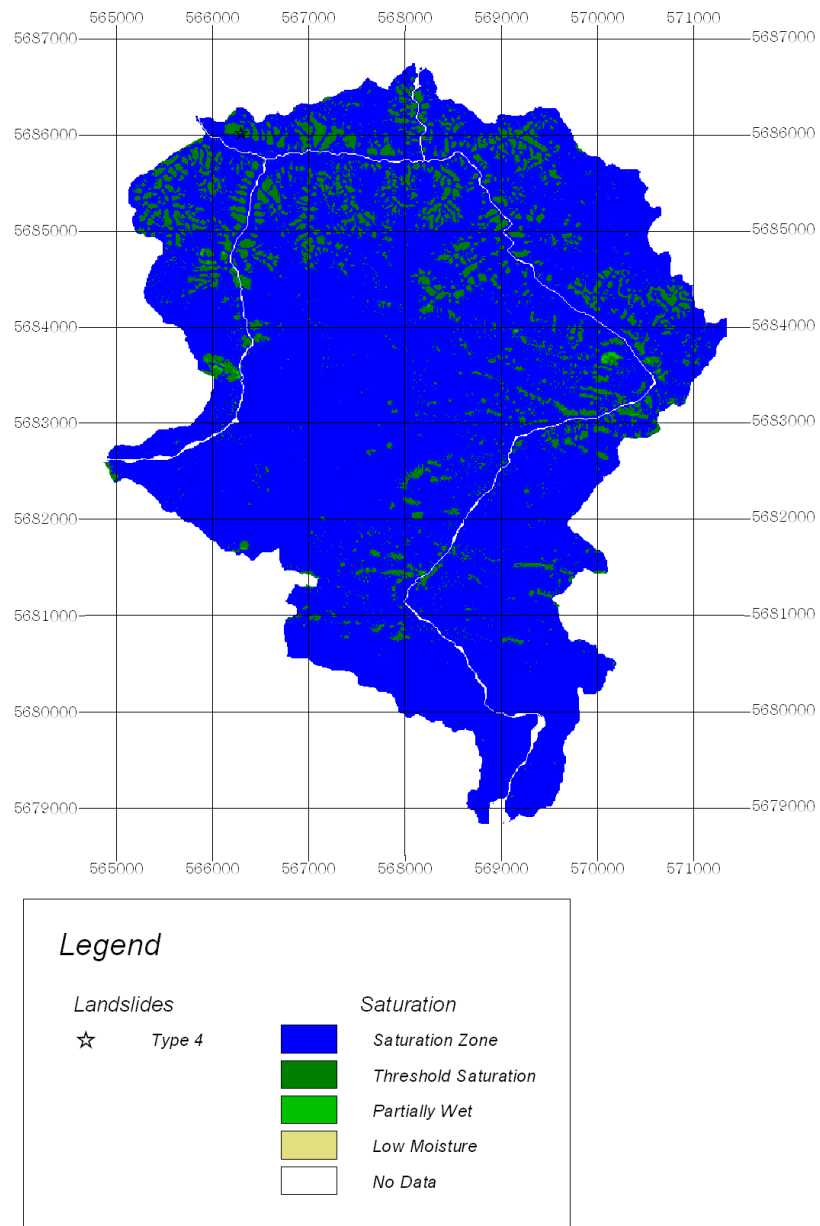 565000 566000 567000 568000 569000 570000 571000
5687000 5687000
5686000 5686000
5685000 5685000
5684000 5684000
5683000 5683000
5682000 5682000
5681000 5681000
5680000 5680000
5679000 5679000
565000 566000 567000 568000 569000 570000 571000
Legend
Landslides Saturation
Type 4 Saturation Zone
Threshold Saturation
Partially Wet
Low Moisture
No Data